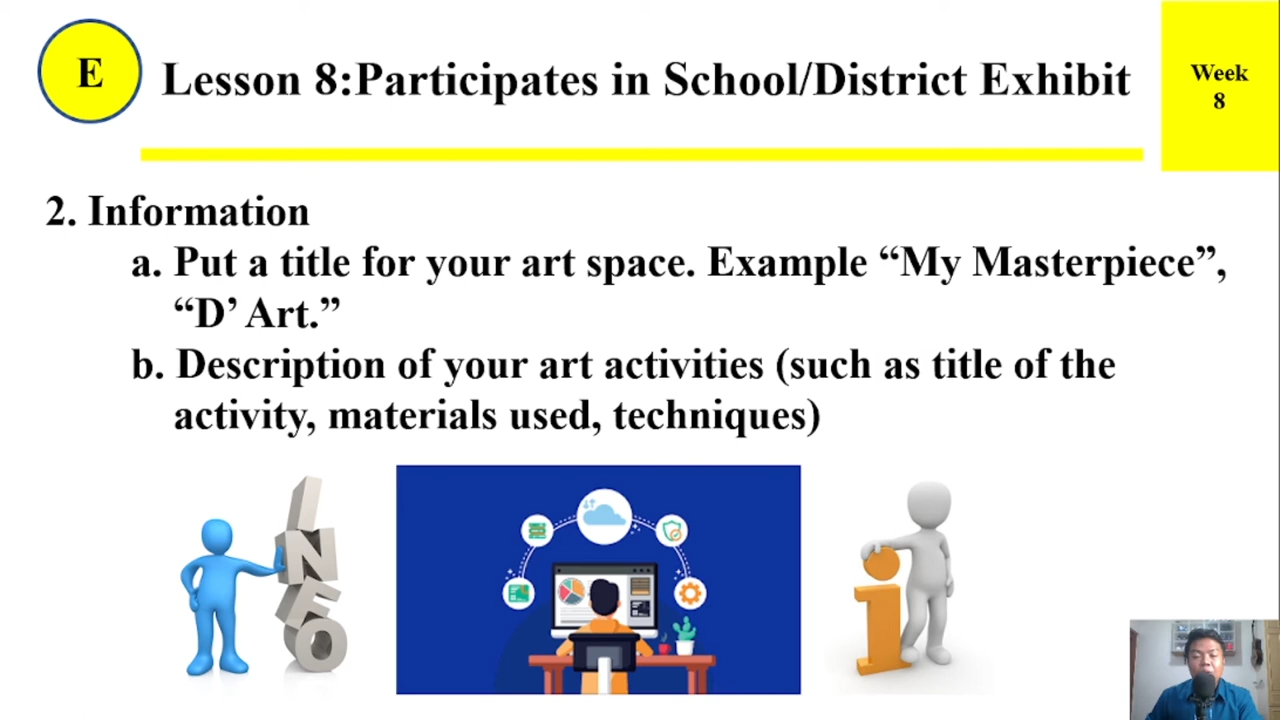 E
Lesson 8:Participates in School/District Exhibit
Week
8
2. Information
a. Put a title for your art space. Example “My Masterpiece”,
“D’ Art.”
b. Description of your art activities (such as title of the
activity, materials used, techniques)
INFO
i